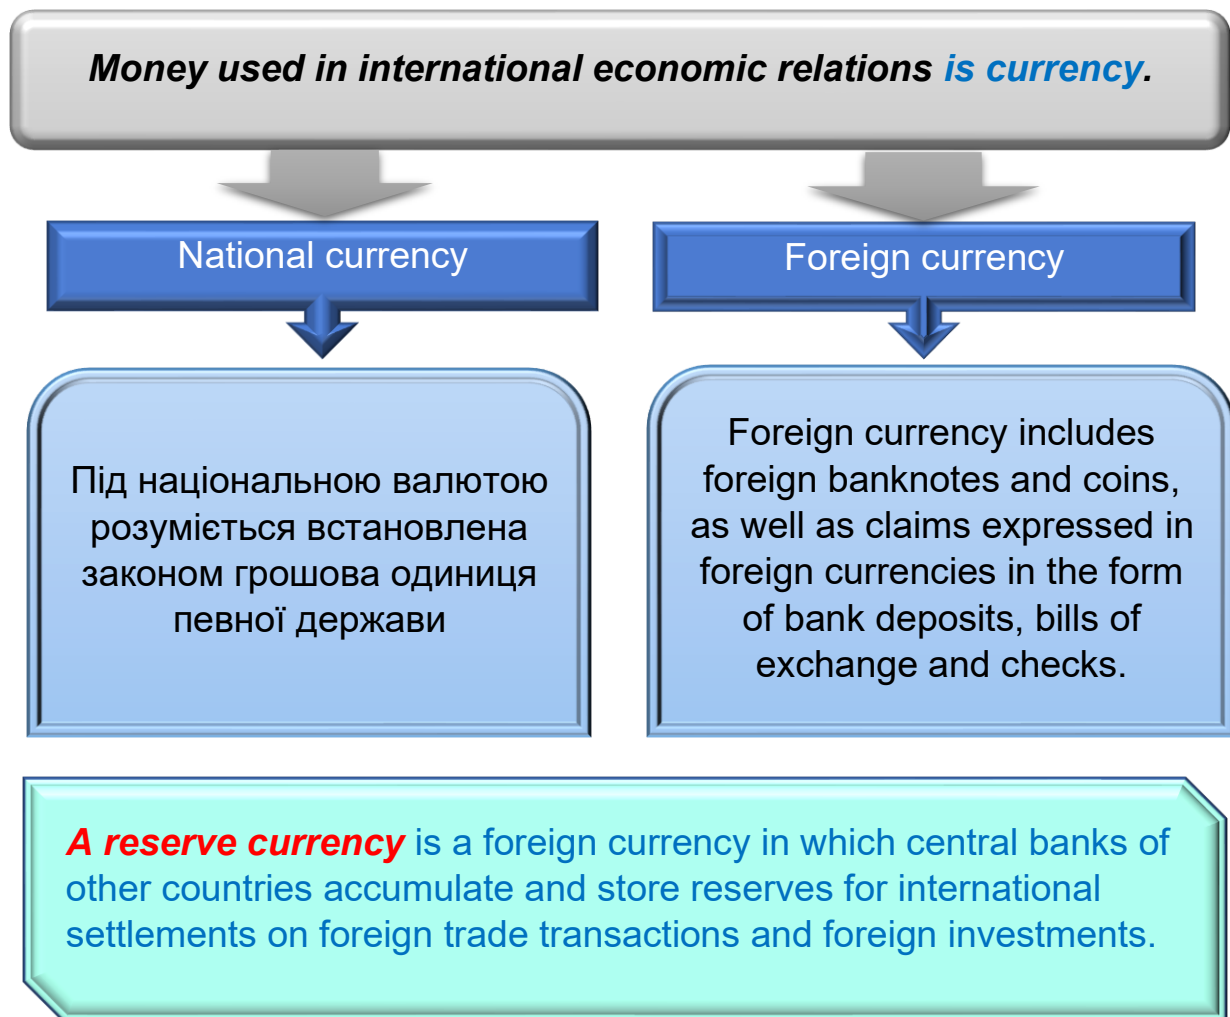 Money used in international economic relations is currency.
National currency
Foreign currency
Під національною валютою
розуміється встановлена
законом грошова одиниця
певної держави
Foreign currency includes
foreign banknotes and coins,
as well as claims expressed in
foreign currencies in the form
of bank deposits, bills of
exchange and checks.
A reserve currency is a foreign currency in which central banks of
other countries accumulate and store reserves for international
settlements on foreign trade transactions and foreign investments.